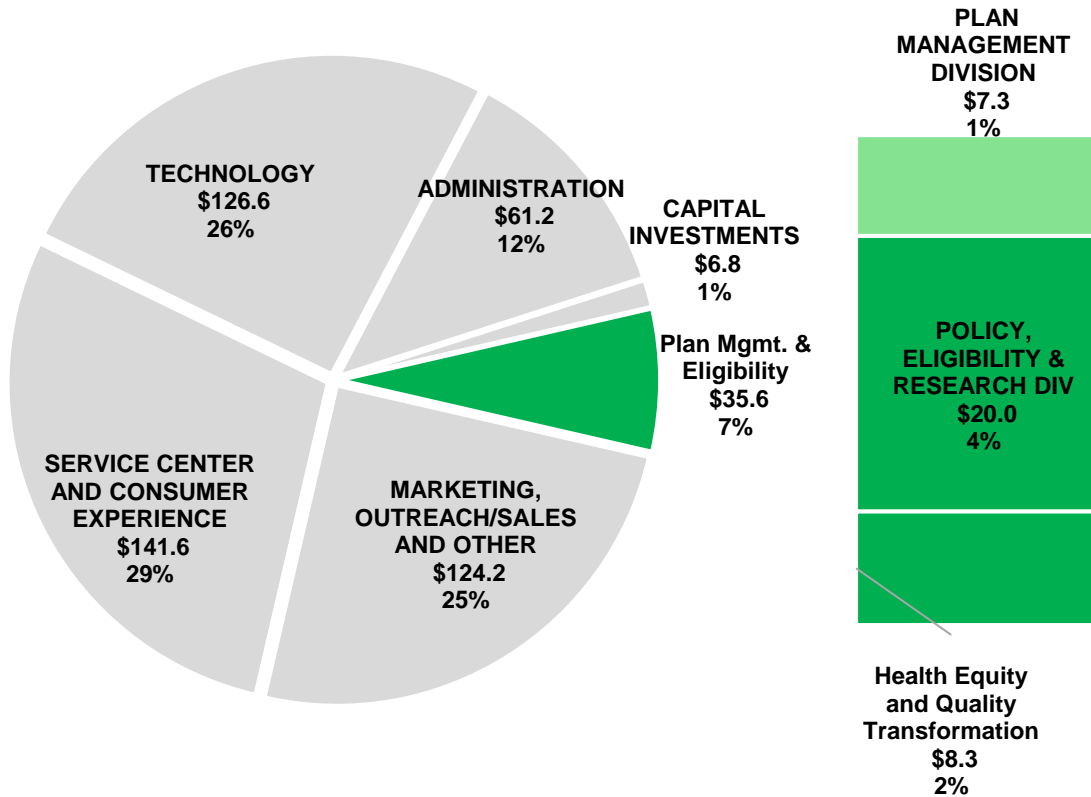 TECHNOLOGY
$126.6
26%
ADMINISTRATION
$61.2
12%
CAPITAL
INVESTMENTS
$6.8
1%
Plan Mgmt. &
Eligibility
$35.6
7%
MARKETING,
OUTREACH/SALES
AND OTHER
$124.2
25%
SERVICE CENTER
AND CONSUMER
EXPERIENCE
$141.6
29%
PLAN
MANAGEMENT
DIVISION
$7.3
1%
POLICY,
ELIGIBILITY &
RESEARCH DIV
$20.0
4%
Health Equity
and Quality
Transformation
$8.3
2%